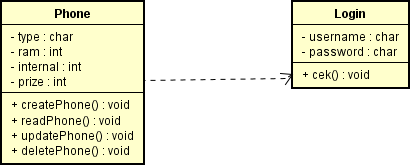 Phone
- type : char
- ram : int
- internal : int
- prize : int
+ createPhone() : void
+ readPhone() : void
+ updatePhone() : void
+ deletePhone() : void
Login
- username : char
- password : char
+ cek() : void